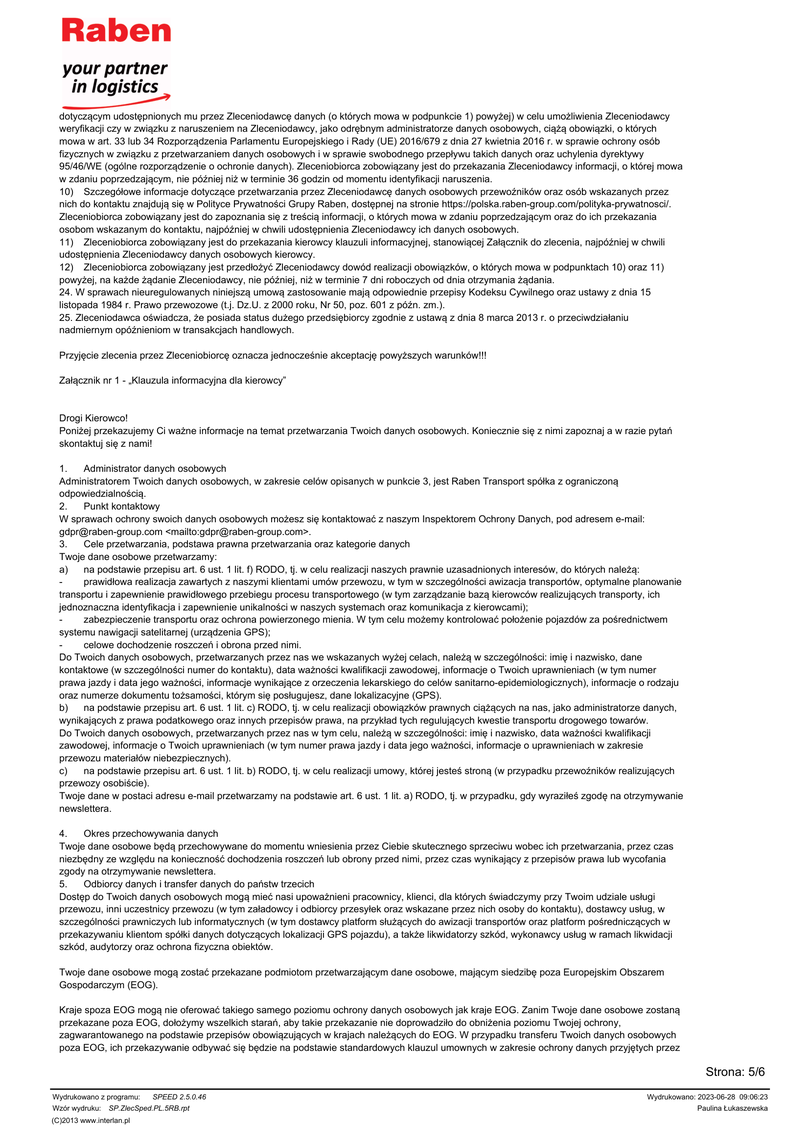 Raben
your partner
in logistics
dotyczącym udostępnionych mu przez Zleceniodawcę danych (o których mowa w podpunkcie 1) powyżej) w celu umożliwienia Zleceniodawcy
weryfikacji czy w związku z naruszeniem na Zleceniodawcy, jako odrębnym administratorze danych osobowych, ciążą obowiązki, o których
mowa w art. 33 lub 34 Rozporządzenia Parlamentu Europejskiego i Rady (UE) 2016/679 z dnia 27 kwietnia 2016 r. w sprawie ochrony osób
fizycznych w związku z przetwarzaniem danych osobowych i w sprawie swobodnego przepływu takich danych oraz uchylenia dyrektywy
95/46/WE (ogólne rozporządzenie o ochronie danych). Zleceniobiorca zobowiązany jest do przekazania Zleceniodawcy informacji, o której mowa
w zdaniu poprzedzającym, nie później niż w terminie 36 godzin od momentu identyfikacji naruszenia.
10) Szczegółowe informacje dotyczące przetwarzania przez Zleceniodawcę danych osobowych przewoźników oraz osób wskazanych przez
nich do kontaktu znajdują się w Polityce Prywatności Grupy Raben, dostępnej na stronie https://polska.raben-group.com/polityka-prywatnosci/.
Zleceniobiorca zobowiązany jest do zapoznania się z treścią informacji, o których mowa w zdaniu poprzedzającym oraz do ich przekazania
osobom wskazanym do kontaktu, najpóźniej w chwili udostępnienia Zleceniodawcy ich danych osobowych.
11) Zleceniobiorca zobowiązany jest do przekazania kierowcy klauzuli informacyjnej, stanowiącej Załącznik do zlecenia, najpóźniej w chwili
udostępnienia Zleceniodawcy danych osobowych kierowcy.
12) Zleceniobiorca zobowiązany jest przedłożyć Zleceniodawcy dowód realizacji obowiązków, o których mowa w podpunktach 10) oraz 11)
powyżej, na każde żądanie Zleceniodawcy, nie później, niż w terminie 7 dni roboczych od dnia otrzymania żądania.
24. W sprawach nieuregulowanych niniejszą umową zastosowanie mają odpowiednie przepisy Kodeksu Cywilnego oraz ustawy z dnia 15
listopada 1984 r. Prawo przewozowe (t.j. Dz.U. z 2000 roku, Nr 50, poz. 601 z późn. zm.).
25. Zleceniodawca oświadcza, że posiada status dużego przedsiębiorcy zgodnie z ustawą z dnia 8 marca 2013 r. o przeciwdziałaniu
nadmiernym opóźnieniom w transakcjach handlowych.
Przyjęcie zlecenia przez Zleceniobiorcę oznacza jednocześnie akceptację powyższych warunków!!!
Załącznik nr 1 - „Klauzula informacyjna dla kierowcy”
Drogi Kierowco!
Poniżej przekazujemy Ci ważne informacje na temat przetwarzania Twoich danych osobowych. Koniecznie się z nimi zapoznaj a w razie pytań
skontaktuj się z nami!
1. Administrator danych osobowych
Administratorem Twoich danych osobowych, w zakresie celów opisanych w punkcie 3, jest Raben Transport spółka z ograniczoną
odpowiedzialnością.
2. Punkt kontaktowy
W sprawach ochrony swoich danych osobowych możesz się kontaktować z naszym Inspektorem Ochrony Danych, pod adresem e-mail:
gdpr@raben-group.com <mailto:gdpr@raben-group.com>.
3. Cele przetwarzania, podstawa prawna przetwarzania oraz kategorie danych
Twoje dane osobowe przetwarzamy:
a) na podstawie przepisu art. 6 ust. 1 lit. f) RODO, tj. w celu realizacji naszych prawnie uzasadnionych interesów, do których należą:
- prawidłowa realizacja zawartych z naszymi klientami umów przewozu, w tym w szczególności awizacja transportów, optymalne planowanie
transportu i zapewnienie prawidłowego przebiegu procesu transportowego (w tym zarządzanie bazą kierowców realizujących transporty, ich
jednoznaczna identyfikacja i zapewnienie unikalności w naszych systemach oraz komunikacja z kierowcami);
- zabezpieczenie transportu oraz ochrona powierzonego mienia. W tym celu możemy kontrolować położenie pojazdów za pośrednictwem
systemu nawigacji satelitarnej (urządzenia GPS);
- celowe dochodzenie roszczeń i obrona przed nimi.
Do Twoich danych osobowych, przetwarzanych przez nas we wskazanych wyżej celach, należą w szczególności: imię i nazwisko, dane
kontaktowe (w szczególności numer do kontaktu), data ważności kwalifikacji zawodowej, informacje o Twoich uprawnieniach (w tym numer
prawa jazdy i data jego ważności, informacje wynikające z orzeczenia lekarskiego do celów sanitarno-epidemiologicznych), informacje o rodzaju
oraz numerze dokumentu tożsamości, którym się posługujesz, dane lokalizacyjne (GPS).
b) na podstawie przepisu art. 6 ust. 1 lit. c) RODO, tj. w celu realizacji obowiązków prawnych ciążących na nas, jako administratorze danych,
wynikających z prawa podatkowego oraz innych przepisów prawa, na przykład tych regulujących kwestie transportu drogowego towarów.
Do Twoich danych osobowych, przetwarzanych przez nas w tym celu, należą w szczególności: imię i nazwisko, data ważności kwalifikacji
zawodowej, informacje o Twoich uprawnieniach (w tym numer prawa jazdy i data jego ważności, informacje o uprawnieniach w zakresie
przewozu materiałów niebezpiecznych).
c) na podstawie przepisu art. 6 ust. 1 lit. b) RODO, tj. w celu realizacji umowy, której jesteś stroną (w przypadku przewoźników realizujących
przewozy osobiście).
Twoje dane w postaci adresu e-mail przetwarzamy na podstawie art. 6 ust. 1 lit. a) RODO, tj. w przypadku, gdy wyraziłeś zgodę na otrzymywanie
newslettera.
4. Okres przechowywania danych
Twoje dane osobowe będą przechowywane do momentu wniesienia przez Ciebie skutecznego sprzeciwu wobec ich przetwarzania, przez czas
niezbędny ze względu na konieczność dochodzenia roszczeń lub obrony przed nimi, przez czas wynikający z przepisów prawa lub wycofania
zgody na otrzymywanie newslettera.
5. Odbiorcy danych i transfer danych do państw trzecich
Dostęp do Twoich danych osobowych mogą mieć nasi upoważnieni pracownicy, klienci, dla których świadczymy przy Twoim udziale usługi
przewozu, inni uczestnicy przewozu (w tym załadowcy i odbiorcy przesyłek oraz wskazane przez nich osoby do kontaktu), dostawcy usług, w
szczególności prawniczych lub informatycznych (w tym dostawcy platform służących do awizacji transportów oraz platform pośredniczących w
przekazywaniu klientom spółki danych dotyczących lokalizacji GPS pojazdu), a także likwidatorzy szkód, wykonawcy usług w ramach likwidacji
szkód, audytorzy oraz ochrona fizyczna obiektów.
Twoje dane osobowe mogą zostać przekazane podmiotom przetwarzającym dane osobowe, mającym siedzibę poza Europejskim Obszarem
Gospodarczym (EOG).
Kraje spoza EOG mogą nie oferować takiego samego poziomu ochrony danych osobowych jak kraje EOG. Zanim Twoje dane osobowe zostaną
przekazane poza EOG, dołożymy wszelkich starań, aby takie przekazanie nie doprowadziło do obniżenia poziomu Twojej ochrony,
zagwarantowanego na podstawie przepisów obowiązujących w krajach należących do EOG. W przypadku transferu Twoich danych osobowych
poza EOG, ich przekazywanie odbywać się będzie na podstawie standardowych klauzul umownych w zakresie ochrony danych przyjętych przez
Strona: 5/6
Wydrukowano z programu: SPEED 2.5.0.46
Wydrukowano: 2023-06-28 09:06:23
Wzór wydruku: SP.ZlecSped.PL.5RB.rpt
Paulina Łukaszewska
(C)2013 www.interlan.pl